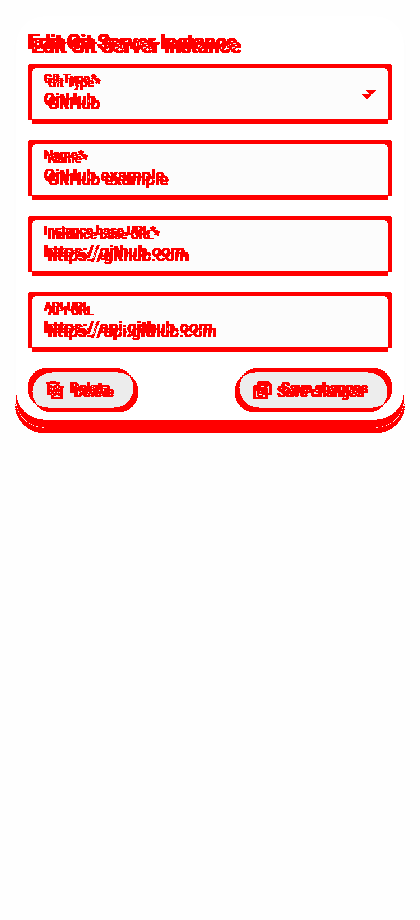 Edit Git Server Instance
Git Type*
GitHub
Name*
GitHub example
Instance base URL*
https://github.com
API URL
https://api.github.com
Delete
Save changes